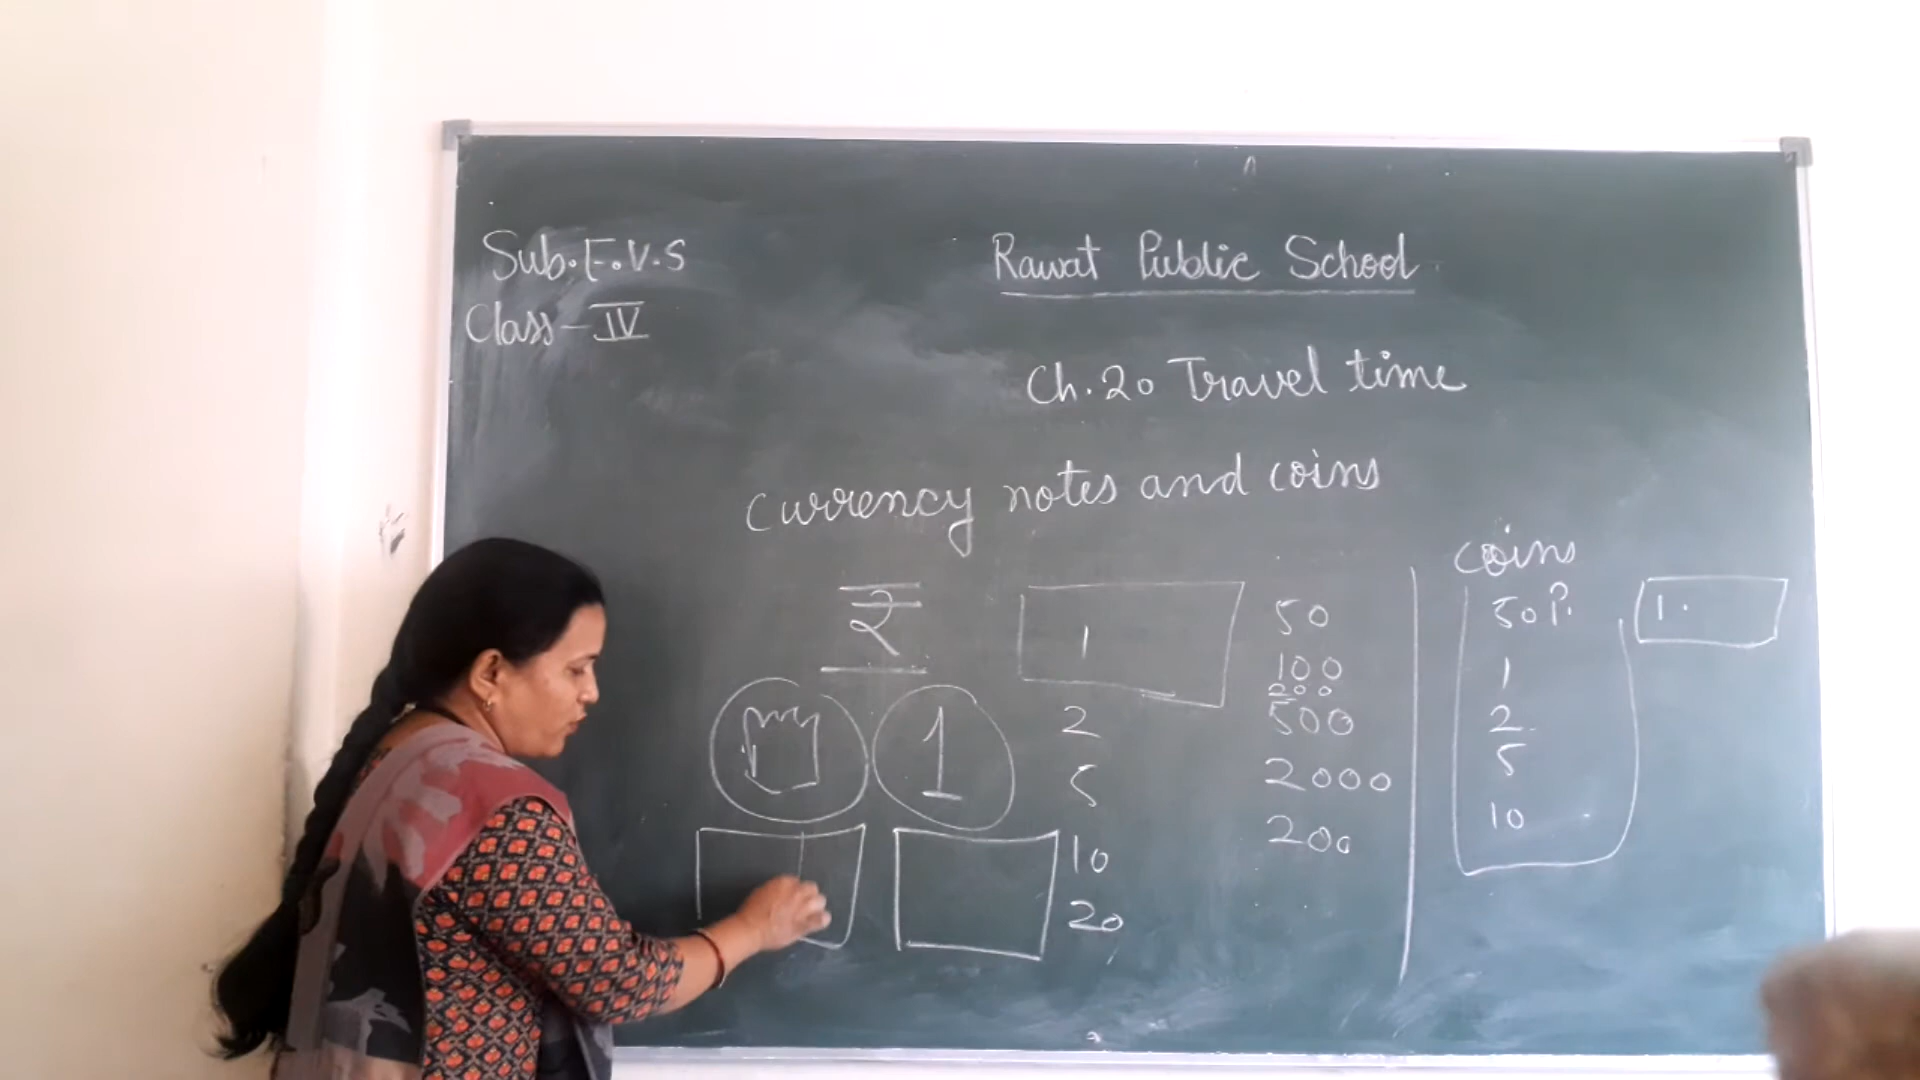 Sub. E.V.S
Class - IV
Rawat Public School
Ch. 20 Travel time
Currency notes and coins
₹
1
1
2
5
10
20
50
100
200
500
2000
200
coins
50 P.
1
2
5
10
1.